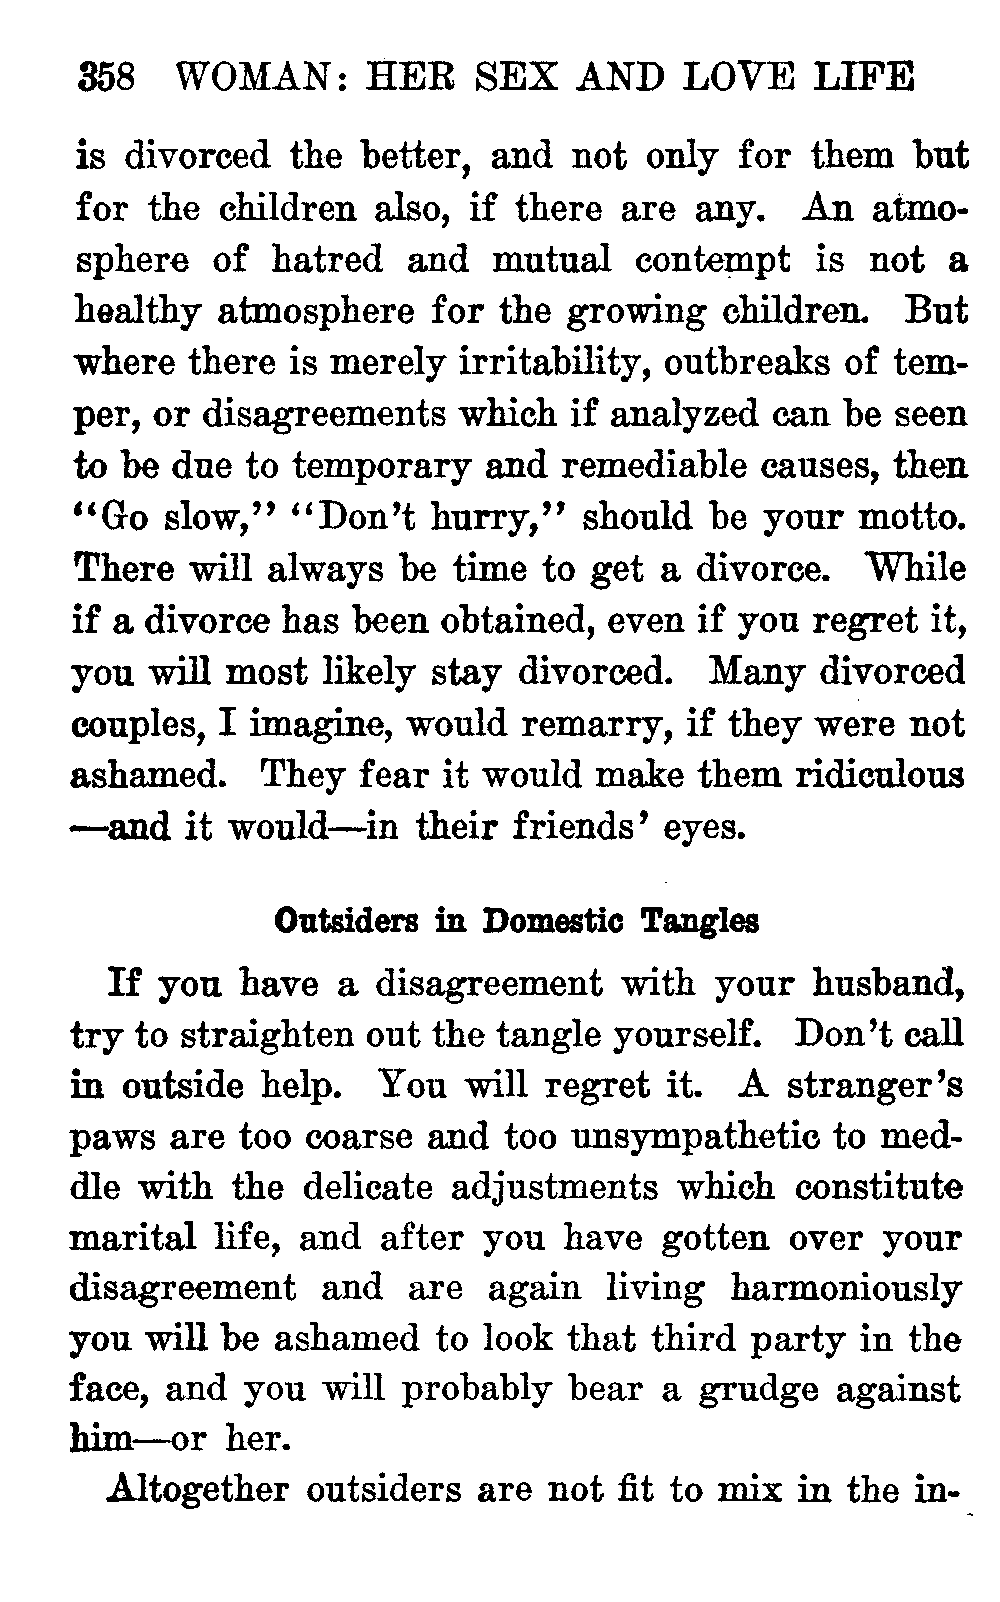 358 WOMAN: HER SEX AND LOVE LIFE
is divorced the better, and not only for them but
for the children also, if there are any. An atmo-
sphere of hatred and mutual contempt is not a
healthy atmosphere for the growing children. But
where there is merely irritability, outbreaks of tem-
per, or disagreements which if analyzed can be seen
to be due to temporary and remediable causes, then
“Go slow,” “Don’t hurry,” should be your motto.
There will always be time to get a divorce. While
if a divorce has been obtained, even if you regret it,
you will most likely stay divorced. Many divorced
couples, I imagine, would remarry, if they were not
ashamed. They fear it would make them ridiculous
—and it would—in their friends’ eyes.
Outsiders in Domestic Tangles
If you have a disagreement with your husband,
try to straighten out the tangle yourself. Don’t call
in outside help. You will regret it. A stranger’s
paws are too coarse and too unsympathetic to med-
dle with the delicate adjustments which constitute
marital life, and after you have gotten over your
disagreement and are again living harmoniously
you will be ashamed to look that third party in the
face, and you will probably bear a grudge against
him—or her.
Altogether outsiders are not fit to mix in the in-